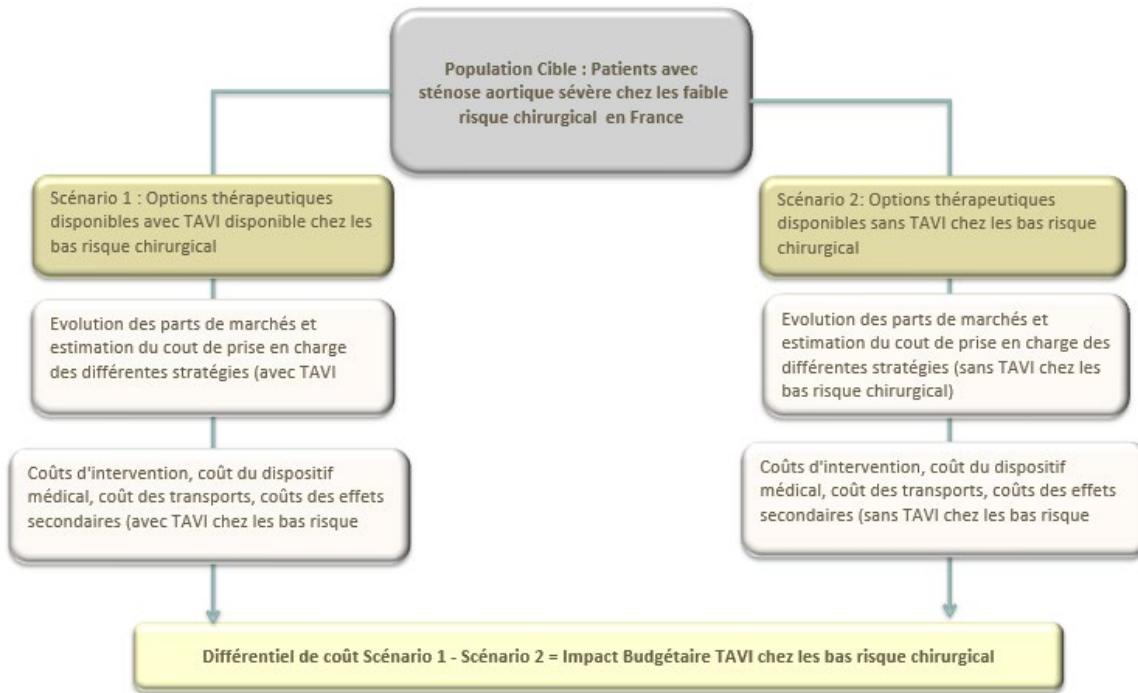 Population Cible : Patients avec
sténose aortique sévère chez les faible
risque chirurgical en France
Scénario 1 : Options thérapeutiques
disponibles avec TAVI disponible chez les
bas risque chirurgical
Evolution des parts de marchés et
estimation du cout de prise en charge
des différentes stratégies (avec TAVI
Coûts d'intervention, coût du dispositif
médical, coût des transports, coûts des effets
secondaires (avec TAVI chez les bas risque
Scénario 2: Options thérapeutiques
disponibles sans TAVI chez les bas risque
chirurgical
Evolution des parts de marchés et
estimation du cout de prise en charge des
différentes stratégies (sans TAVI chez les
bas risque chirurgical)
Coûts d'intervention, coût du dispositif
médical, coût des transports, coûts des effets
secondaires (sans TAVI chez les bas risque
Différentiel de coût Scénario 1 - Scénario 2 = Impact Budgétaire TAVI chez les bas risque chirurgical